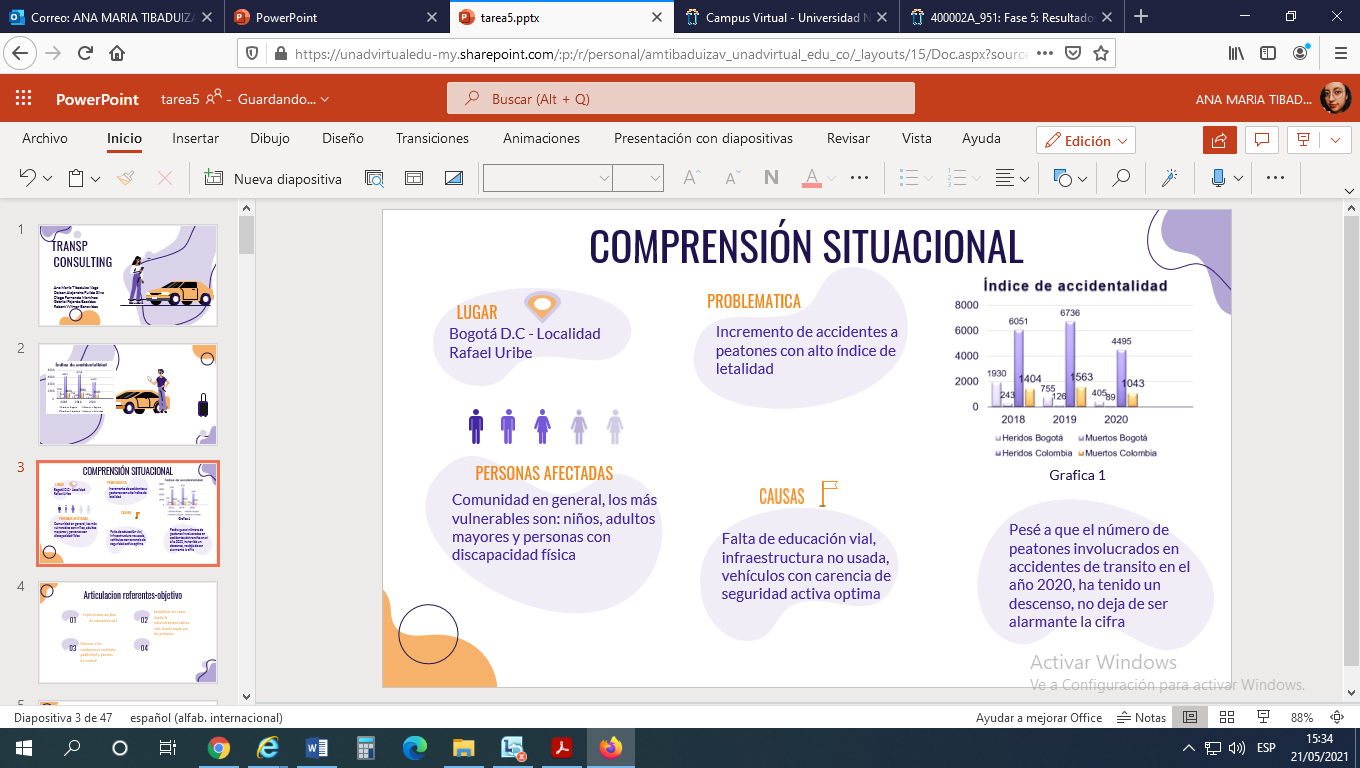 Correo: ANA MARIA TIBADUIZA
PowerPoint
tarea5.pptx
Campus Virtual - Universidad N
400002A_951: Fase 5: Resultados
https://unadvirtualedu-my.sharepoint.com/:p:/r/personal/amtibaduizav_unadvirtual_edu_co/_layouts/15/Doc.aspx?source
PowerPoint
tarea5
- Guardando...
Buscar (Alt + Q)
ANA MARIA TIBAD...
Archivo
Inicio
Insertar
Dibujo
Diseño
Transiciones
Animaciones
Presentación con diapositivas
Revisar
Vista
Ayuda
Edición
Nueva diapositiva
N
1
TRANSP
CONSULTING
2
Índice de accidentalidad
3
COMPRENSIÓN SITUACIONAL
4
Articulacion referentes-objetivo
01
02
03
04
5
COMPRENSIÓN SITUACIONAL
LUGAR
Bogotá D.C - Localidad
Rafael Uribe
PROBLEMATICA
Incremento de accidentes a
peatones con alto índice de
letalidad
Índice de accidentalidad
8000
6000
4000
2000
0
1930
243
6051
1404
755
126
6736
1563
405
89
4495
1043
2018
2019
2020
Heridos Bogotá
Muertos Bogotá
Heridos Colombia
Muertos Colombia
Grafica 1
PERSONAS AFECTADAS
Comunidad en general, los más
vulnerables son: niños, adultos
mayores y personas con
discapacidad física
CAUSAS
Falta de educación vial,
infraestructura no usada,
vehículos con carencia de
seguridad activa optima
Pesé a que el número de
peatones involucrados en
accidentes de transito en el
año 2020, ha tenido un
descenso, no deja de ser
alarmante la cifra
Activar Windows
Ve a Configuración para activar Windows.
Diapositiva 3 de 47
español (alfab. internacional)
Ayudar a mejorar Office
Notas
88%
ESP
15:34
21/05/2021